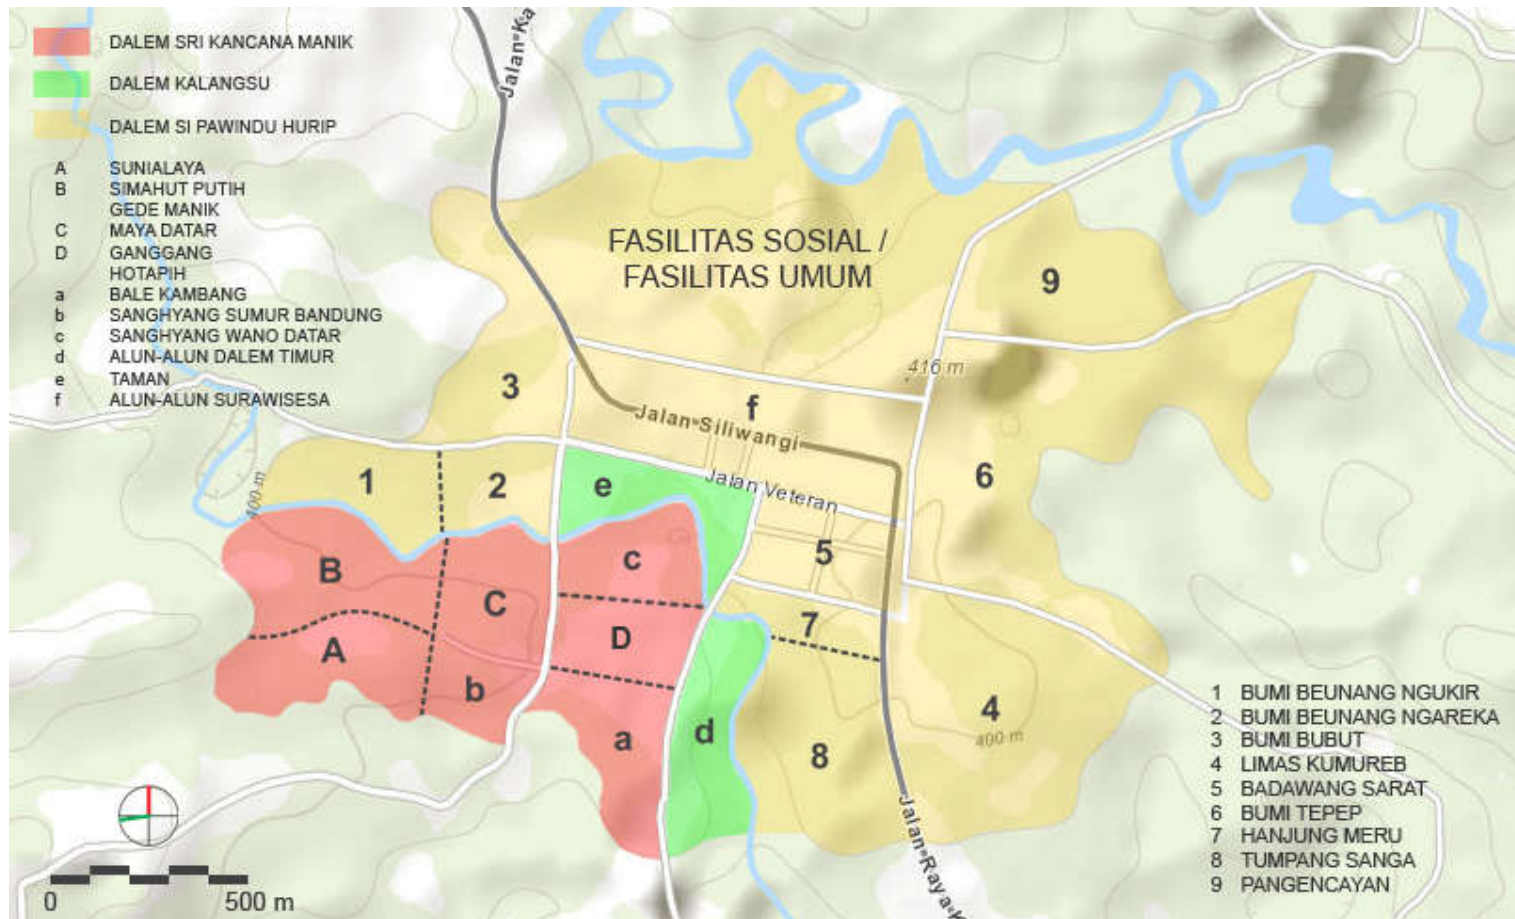 DALEM SRI KANCANA MANIK
DALEM KALANGSU
DALEM SI PAWINDU HURIP
A SUNIALAYA
B SIMAHUT PUTIH
GEDE MANIK
C MAYA DATAR
D GANGGANG
HOTAPIH
a BALE KAMBANG
b SANGHYANG SUMUR BANDUNG
c SANGHYANG WANO DATAR
d ALUN-ALUN DALEM TIMUR
e TAMAN
f ALUN-ALUN SURAWISESA
Jalan Ka
FASILITAS SOSIAL /
FASILITAS UMUM
9
416 m
3
f
Jalan Siliwangi
6
1
2
e
Jalan Veteran
400 m
5
B
c
C
7
D
A
b
a
d
8
4
400 m
Jalan Raya K
0 500 m
1 BUMI BEUNANG NGUKIR
2 BUMI BEUNANG NGAREKA
3 BUMI BUBUT
4 LIMAS KUMUREB
5 BADAWANG SARAT
6 BUMI TEPEP
7 HANJUNG MERU
8 TUMPANG SANGA
9 PANGENCAYAN